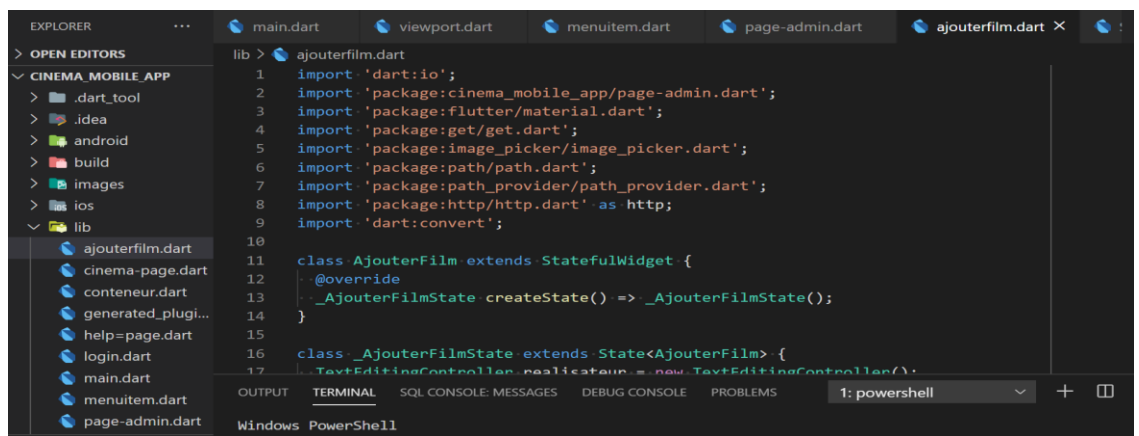 EXPLORER ...
> OPEN EDITORS
CINEMA_MOBILE_APP
> .dart_tool
> .idea
> android
> build
> images
> ios
lib
ajouterfilm.dart
cinema-page.dart
conteneur.dart
generated_plugi...
help=page.dart
login.dart
main.dart
menuitem.dart
page-admin.dart
main.dart viewport.dart menuitem.dart page-admin.dart ajouterfilm.dart ×
lib > ajouterfilm.dart
1 import 'dart:io';
2 import 'package:cinema_mobile_app/page-admin.dart';
3 import 'package:flutter/material.dart';
4 import 'package:get/get.dart';
5 import 'package:image_picker/image_picker.dart';
6 import 'package:path/path.dart';
7 import 'package:path_provider/path_provider.dart';
8 import 'package:http/http.dart' as http;
9 import 'dart:convert';
10
11 class AjouterFilm extends StatefulWidget {
12 @override
13 _AjouterFilmState createState() => _AjouterFilmState();
14 }
15
16 class _AjouterFilmState extends State<AjouterFilm> {
17 TextEditingController realisateur = new TextEditingController();
OUTPUT TERMINAL SQL CONSOLE: MESSAGES DEBUG CONSOLE PROBLEMS 1: powershell
Windows PowerShell